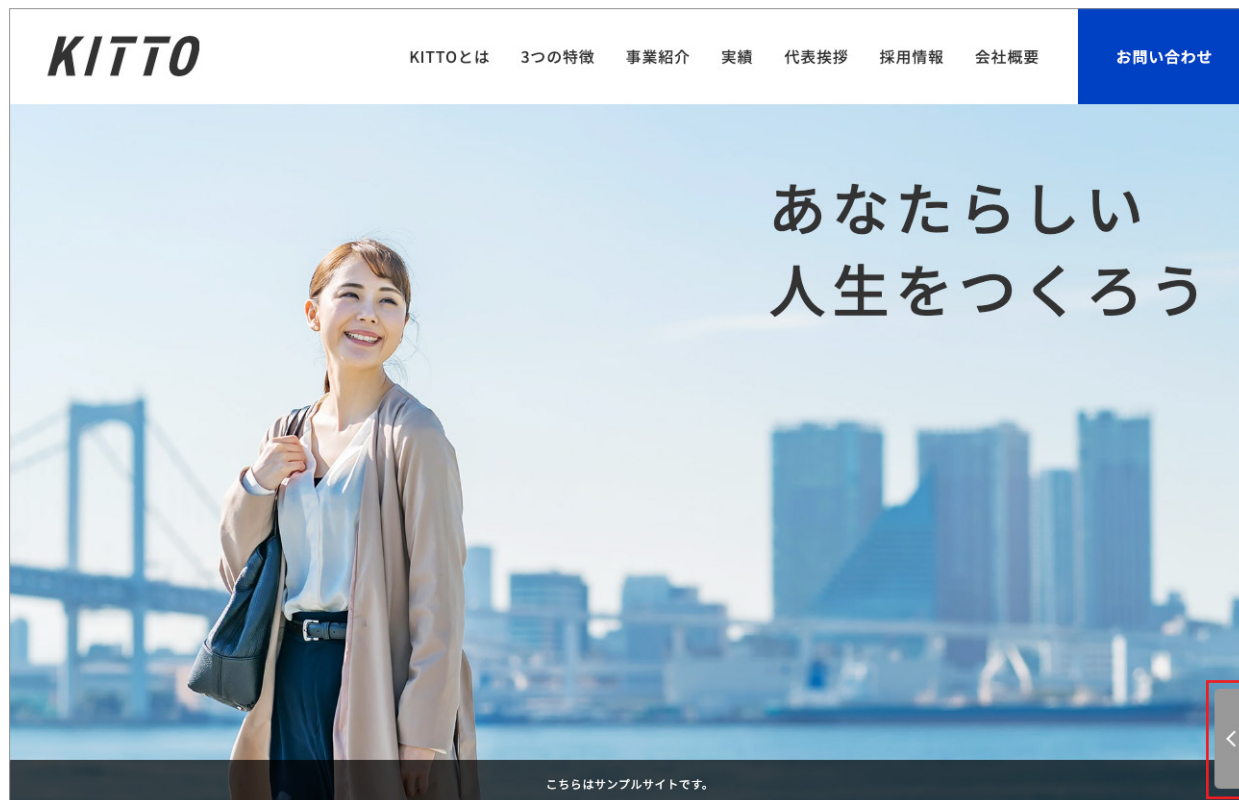 KITTO
KITTOとは
3つの特徴
事業紹介
実績
代表挨拶
採用情報
会社概要
お問い合わせ
あなたらしい
人生をつくろう
こちらはサンプルサイトです。